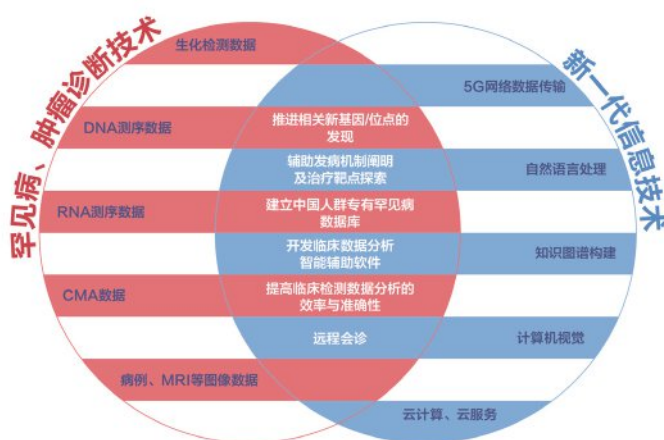 罕见病、肿瘤诊断技术
新一代信息技术
生化检测数据
5G网络数据传输
DNA测序数据
推进相关新基因/位点的
发现
辅助发病机制阐明
及治疗靶点探索
自然语言处理
RNA测序数据
建立中国人群专有罕见病
数据库
开发临床数据分析
智能辅助软件
知识图谱构建
CMA数据
提高临床检测数据分析的
效率与准确性
远程会诊
计算机视觉
病例、MRI等图像数据
云计算、云服务